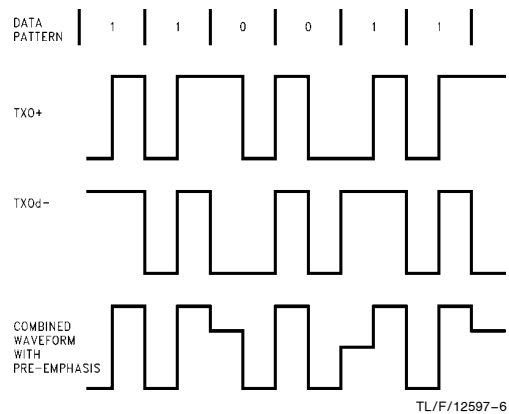 DATA
PATTERN
1 1 0 0 1 1
TXO+
TXOd-
COMBINED
WAVEFORM
WITH
PRE-EMPHASIS
TL/F/12597-6